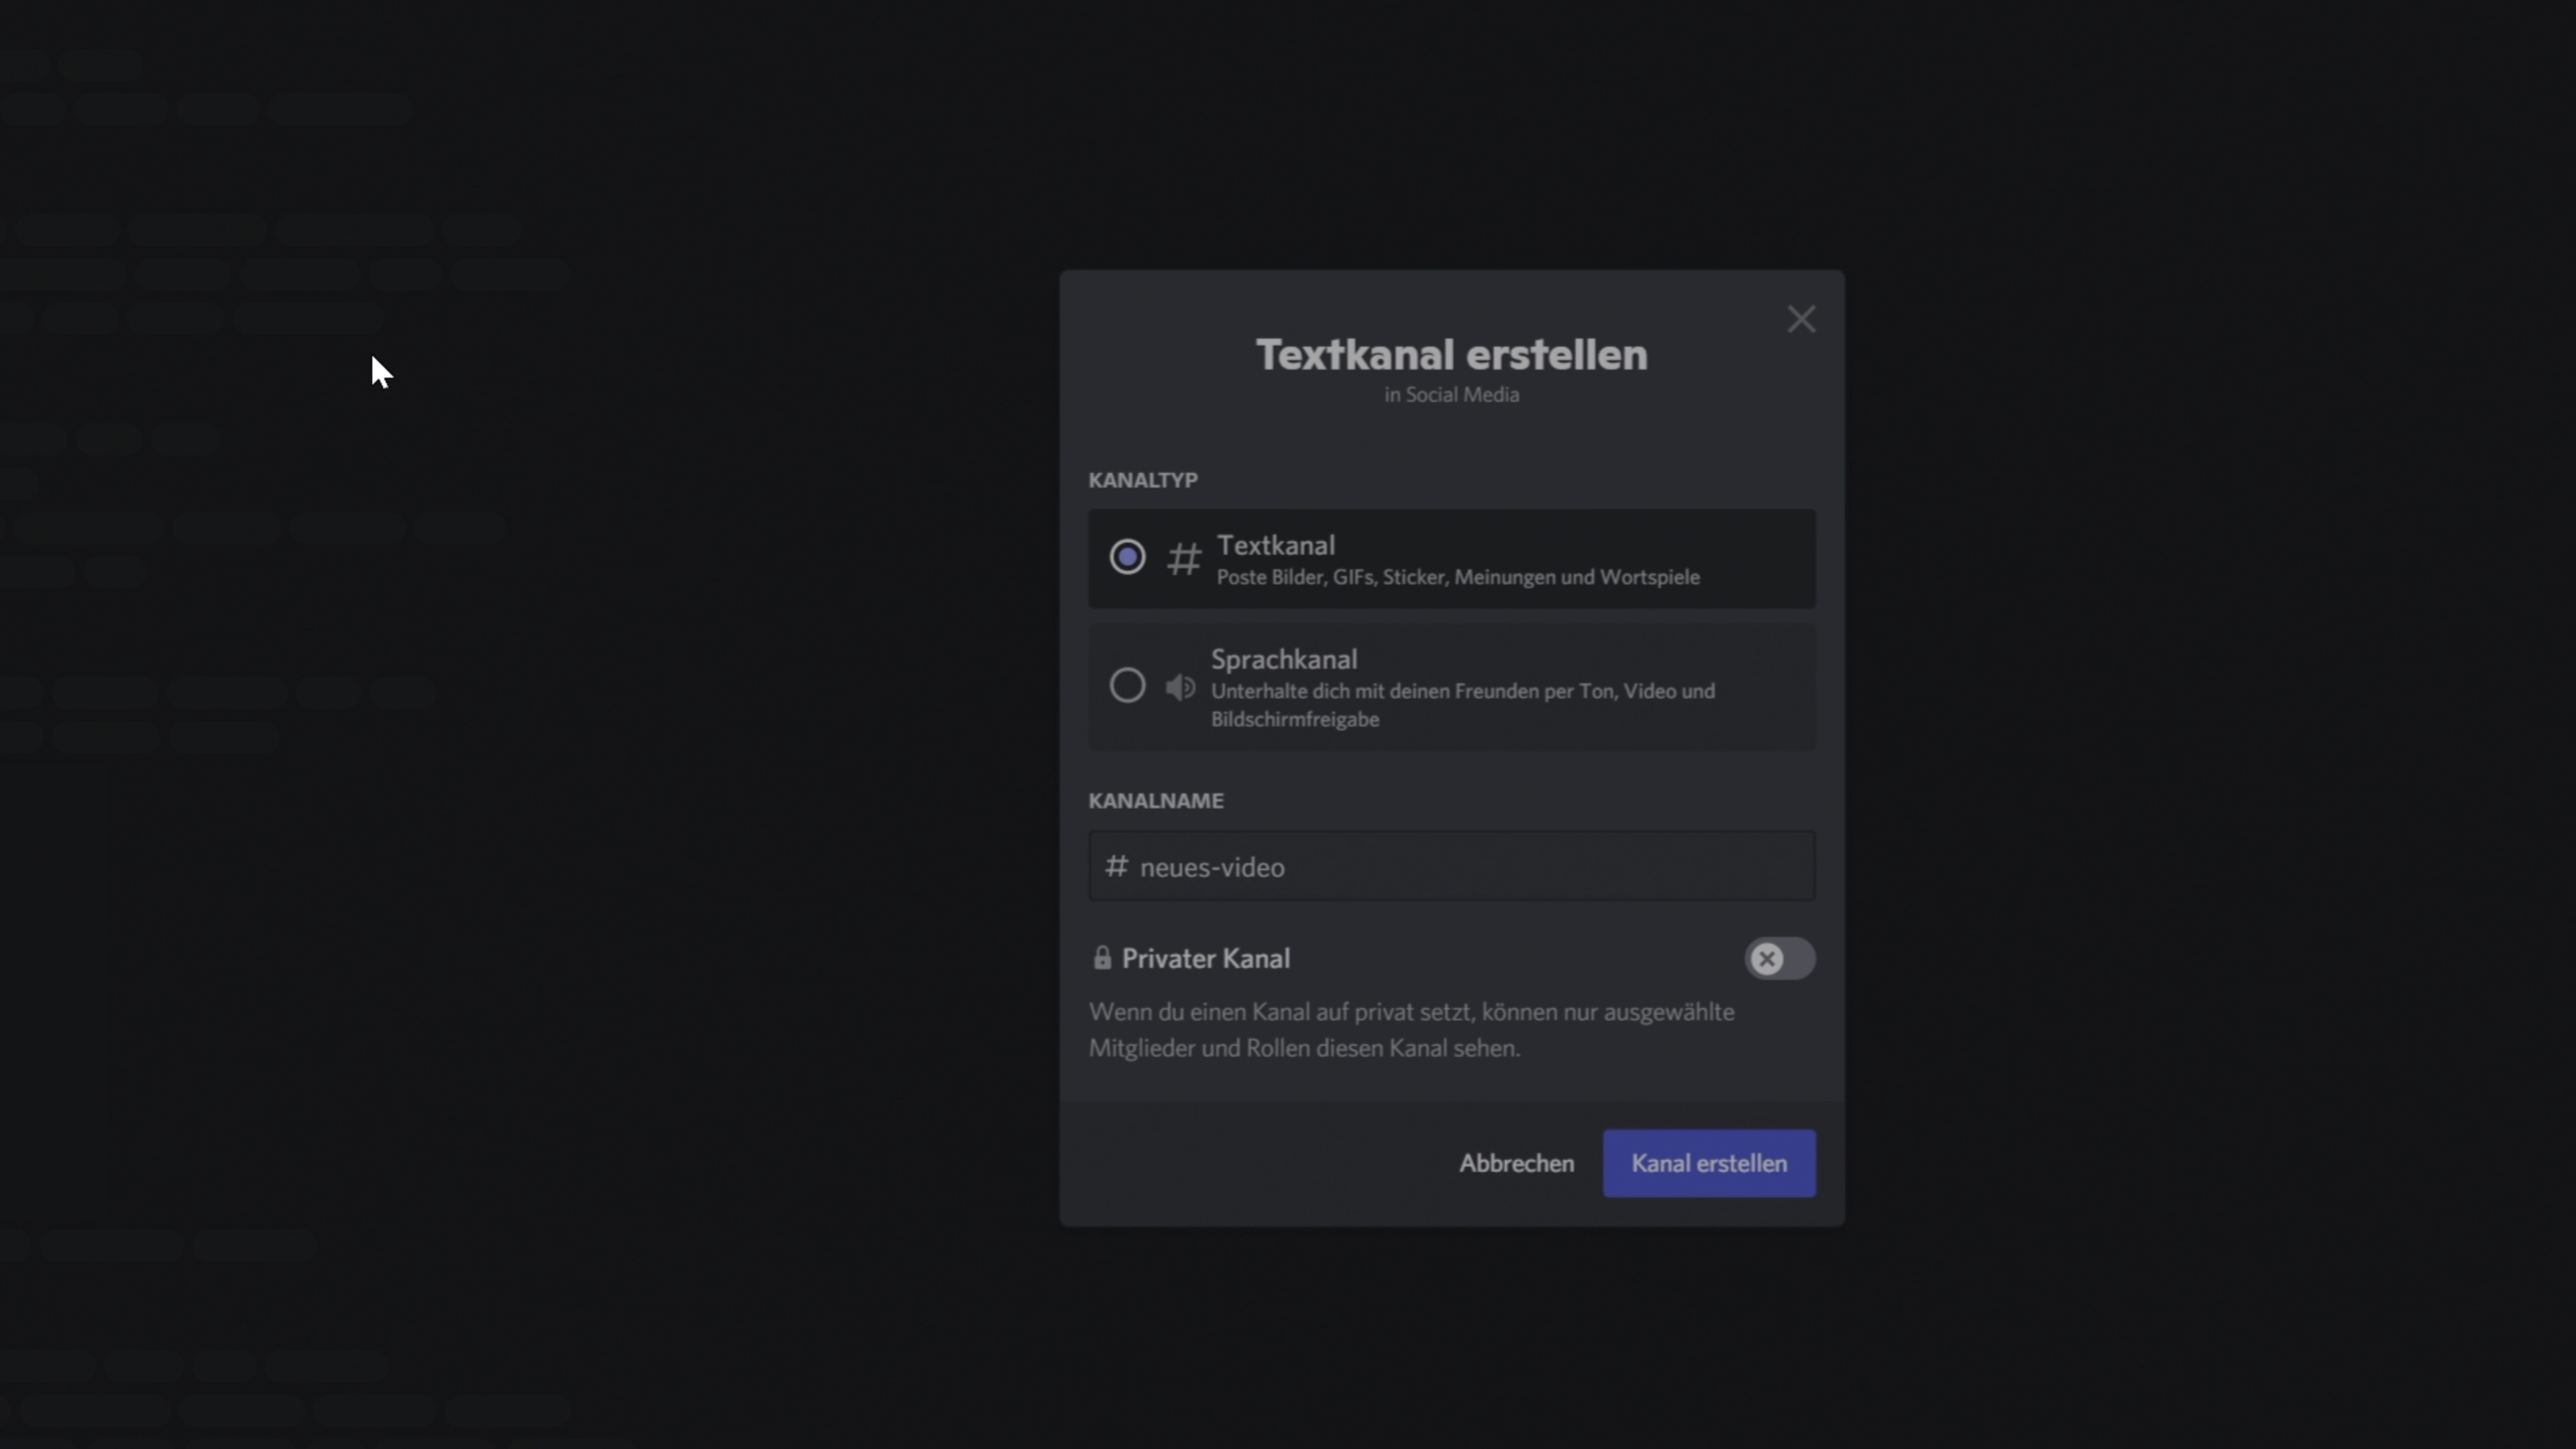 Textkanal erstellen
in Social Media
KANALTYP
# Textkanal
Poste Bilder, GIFs, Sticker, Meinungen und Wortspiele
Sprachkanal
Unterhalte dich mit deinen Freunden per Ton, Video und
Bildschirmfreigabe
KANALNAME
# neues-video
Privater Kanal
Wenn du einen Kanal auf privat setzt, können nur ausgewählte
Mitglieder und Rollen diesen Kanal sehen.
Abbrechen Kanal erstellen